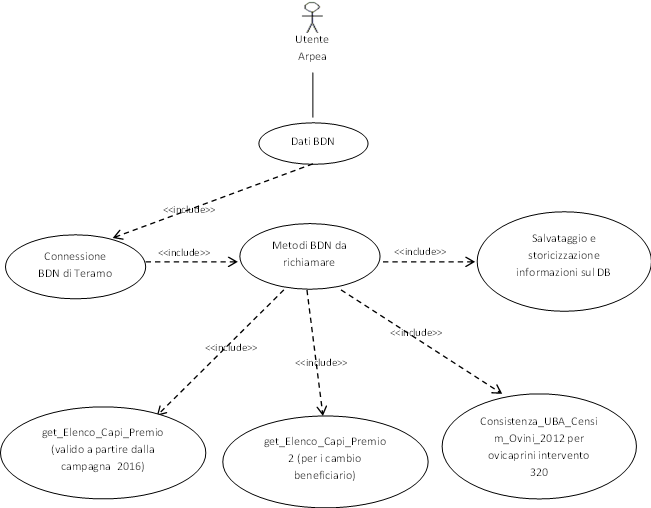 Utente
Arpea
Dati BDN
<<include>>
Connessione
BDN di Teramo
<<include>>
Metodi BDN da
richiamare
<<include>>
Salvataggio e
storicizzazione
informazioni sul DB
<<include>>
<<include>>
<<include>>
get_Elenco_Capi_Premio
(valido a partire dalla
campagna 2016)
get_Elenco_Capi_Premio
2 (per i cambio
beneficiario)
Consistenza_UBA_Censi
m_Ovini_2012 per
ovicaprini intervento
320